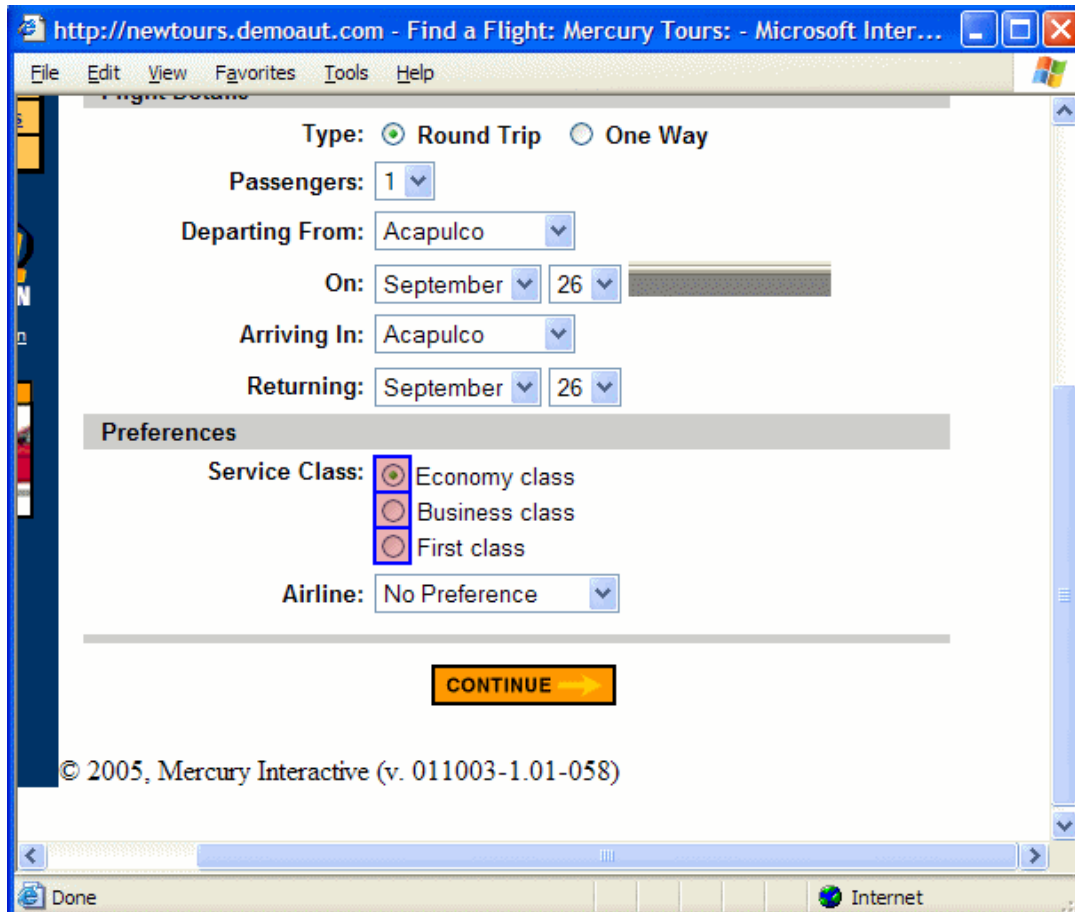 http://newtours.demoaut.com - Find a Flight: Mercury Tours: - Microsoft Inter...
File Edit View Favorites Tools Help
Flight Details
s
Type: Round Trip One Way
Passengers: 1
Departing From: Acapulco
On: September 26
N
Arriving In: Acapulco
n
Returning: September 26
Preferences
Service Class: Economy class
Business class
First class
Airline: No Preference
CONTINUE
© 2005, Mercury Interactive (v. 011003-1.01-058)
Done Internet